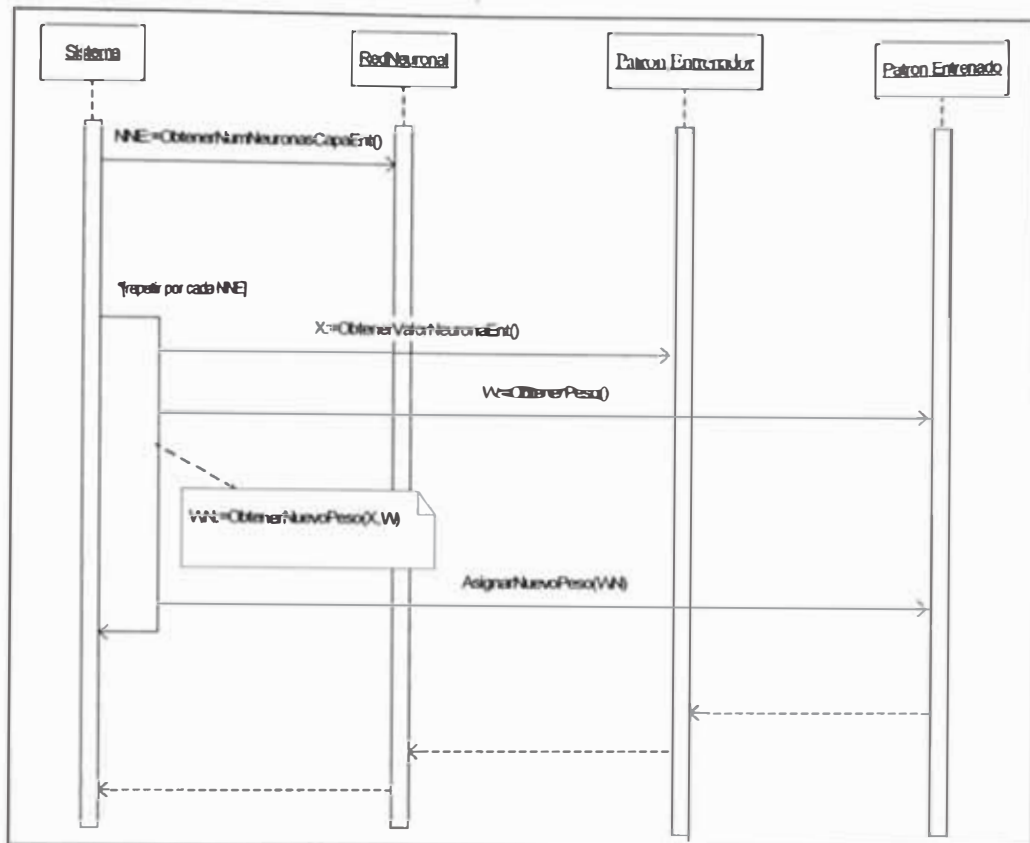 Sistema
RedNeuronal
Patron Entrenador
Patron Entrenado
NNE:=ObtenerNumNeuronasCapaEnt()
*[repetir por cada NNE]
X:=ObtenerValorNeuronaEnt()
W:=ObtenerPeso()
WN:=ObtenerNuevoPeso(X,W)
AsignarNuevoPeso(WN)